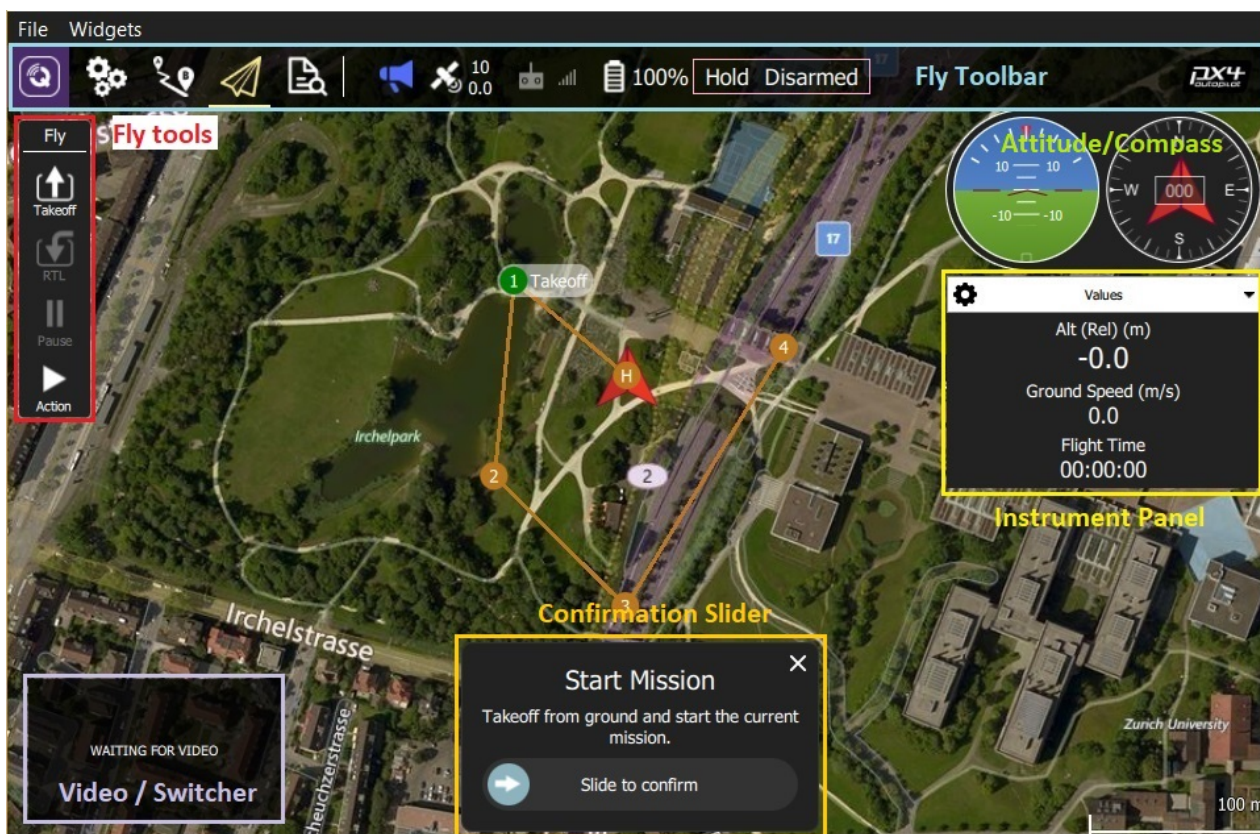 File Widgets
10
0.0
100% Hold Disarmed
17
Fly Toolbar
px4
autopilot
Fly
Fly tools
Takeoff
RTL
Pause
Action
Attitude/Compass
10 10
-10 -10
N
W 000 E
S
17
1 Takeoff
H
4
2
2
3
Irchelpark
Values
Alt (Rel) (m)
-0.0
Ground Speed (m/s)
0.0
Flight Time
00:00:00
Instrument Panel
Irchelstrasse
Confirmation Slider
Start Mission
Takeoff from ground and start the current
mission.
Slide to confirm
WAITING FOR VIDEO
Video / Switcher
cheuchzerstrasse
Zurich University
100 m